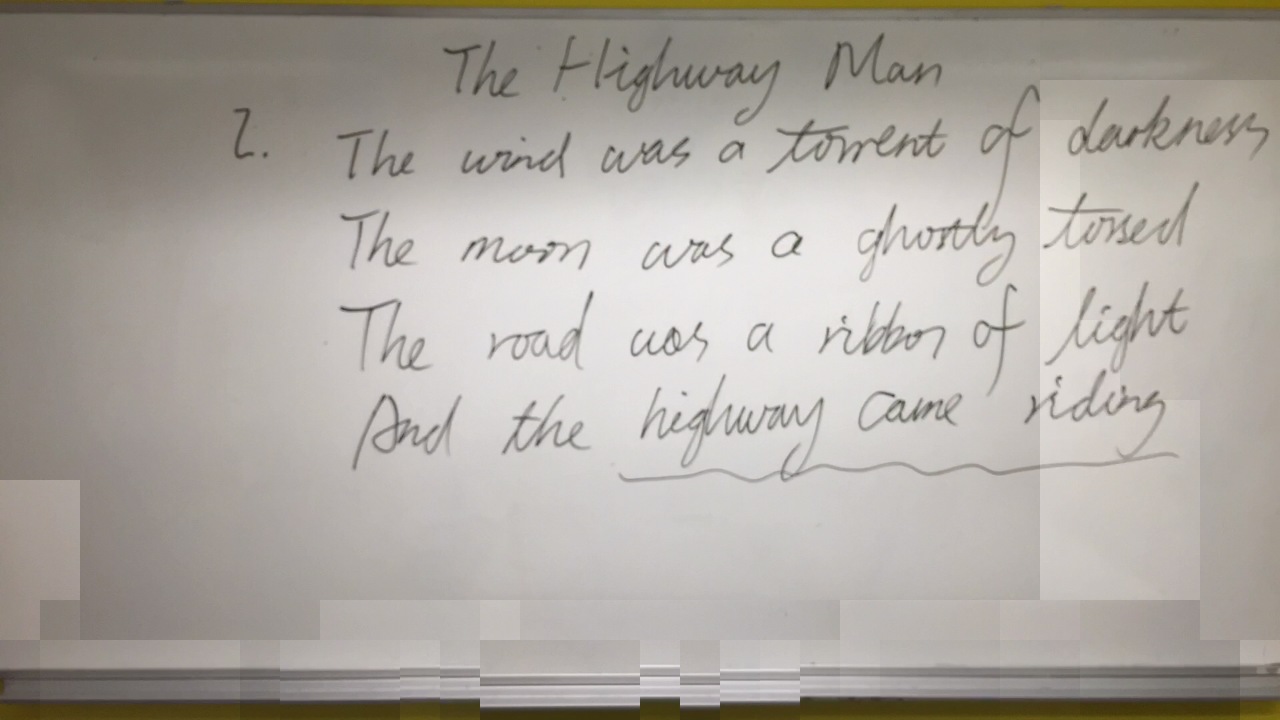 The Highway Man
2. The wind was a torrent of darkness
The moon was a ghostly tossed
The road was a ribbon of light
And the highway came riding